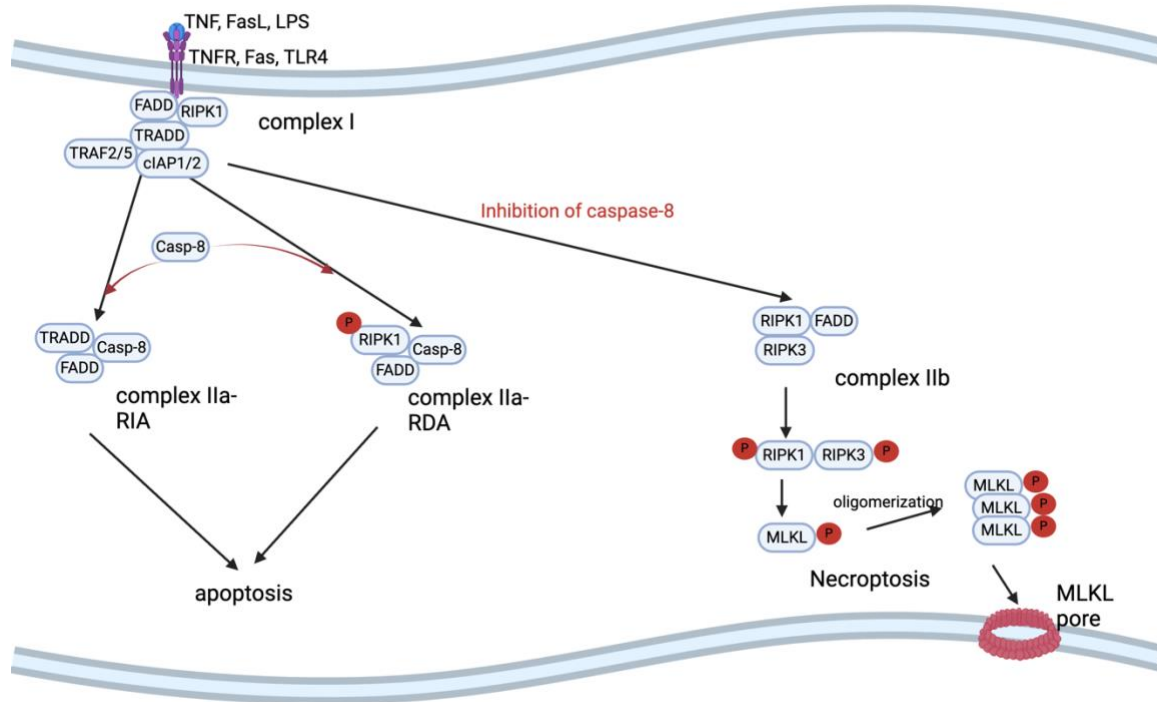 TNF, FasL, LPS
TNFR, Fas, TLR4
FADD
RIPK1
complex I
TRADD
TRAF2/5
cIAP1/2
Inhibition of caspase-8
Casp-8
TRADD
Casp-8
FADD
complex IIa-
RIA
P
RIPK1
Casp-8
FADD
complex IIa-
RDA
apoptosis
RIPK1
FADD
RIPK3
complex IIb
P
RIPK1
RIPK3
P
MLKL
P
oligomerization
MLKL
P
MLKL
P
MLKL
P
Necroptosis
MLKL
pore